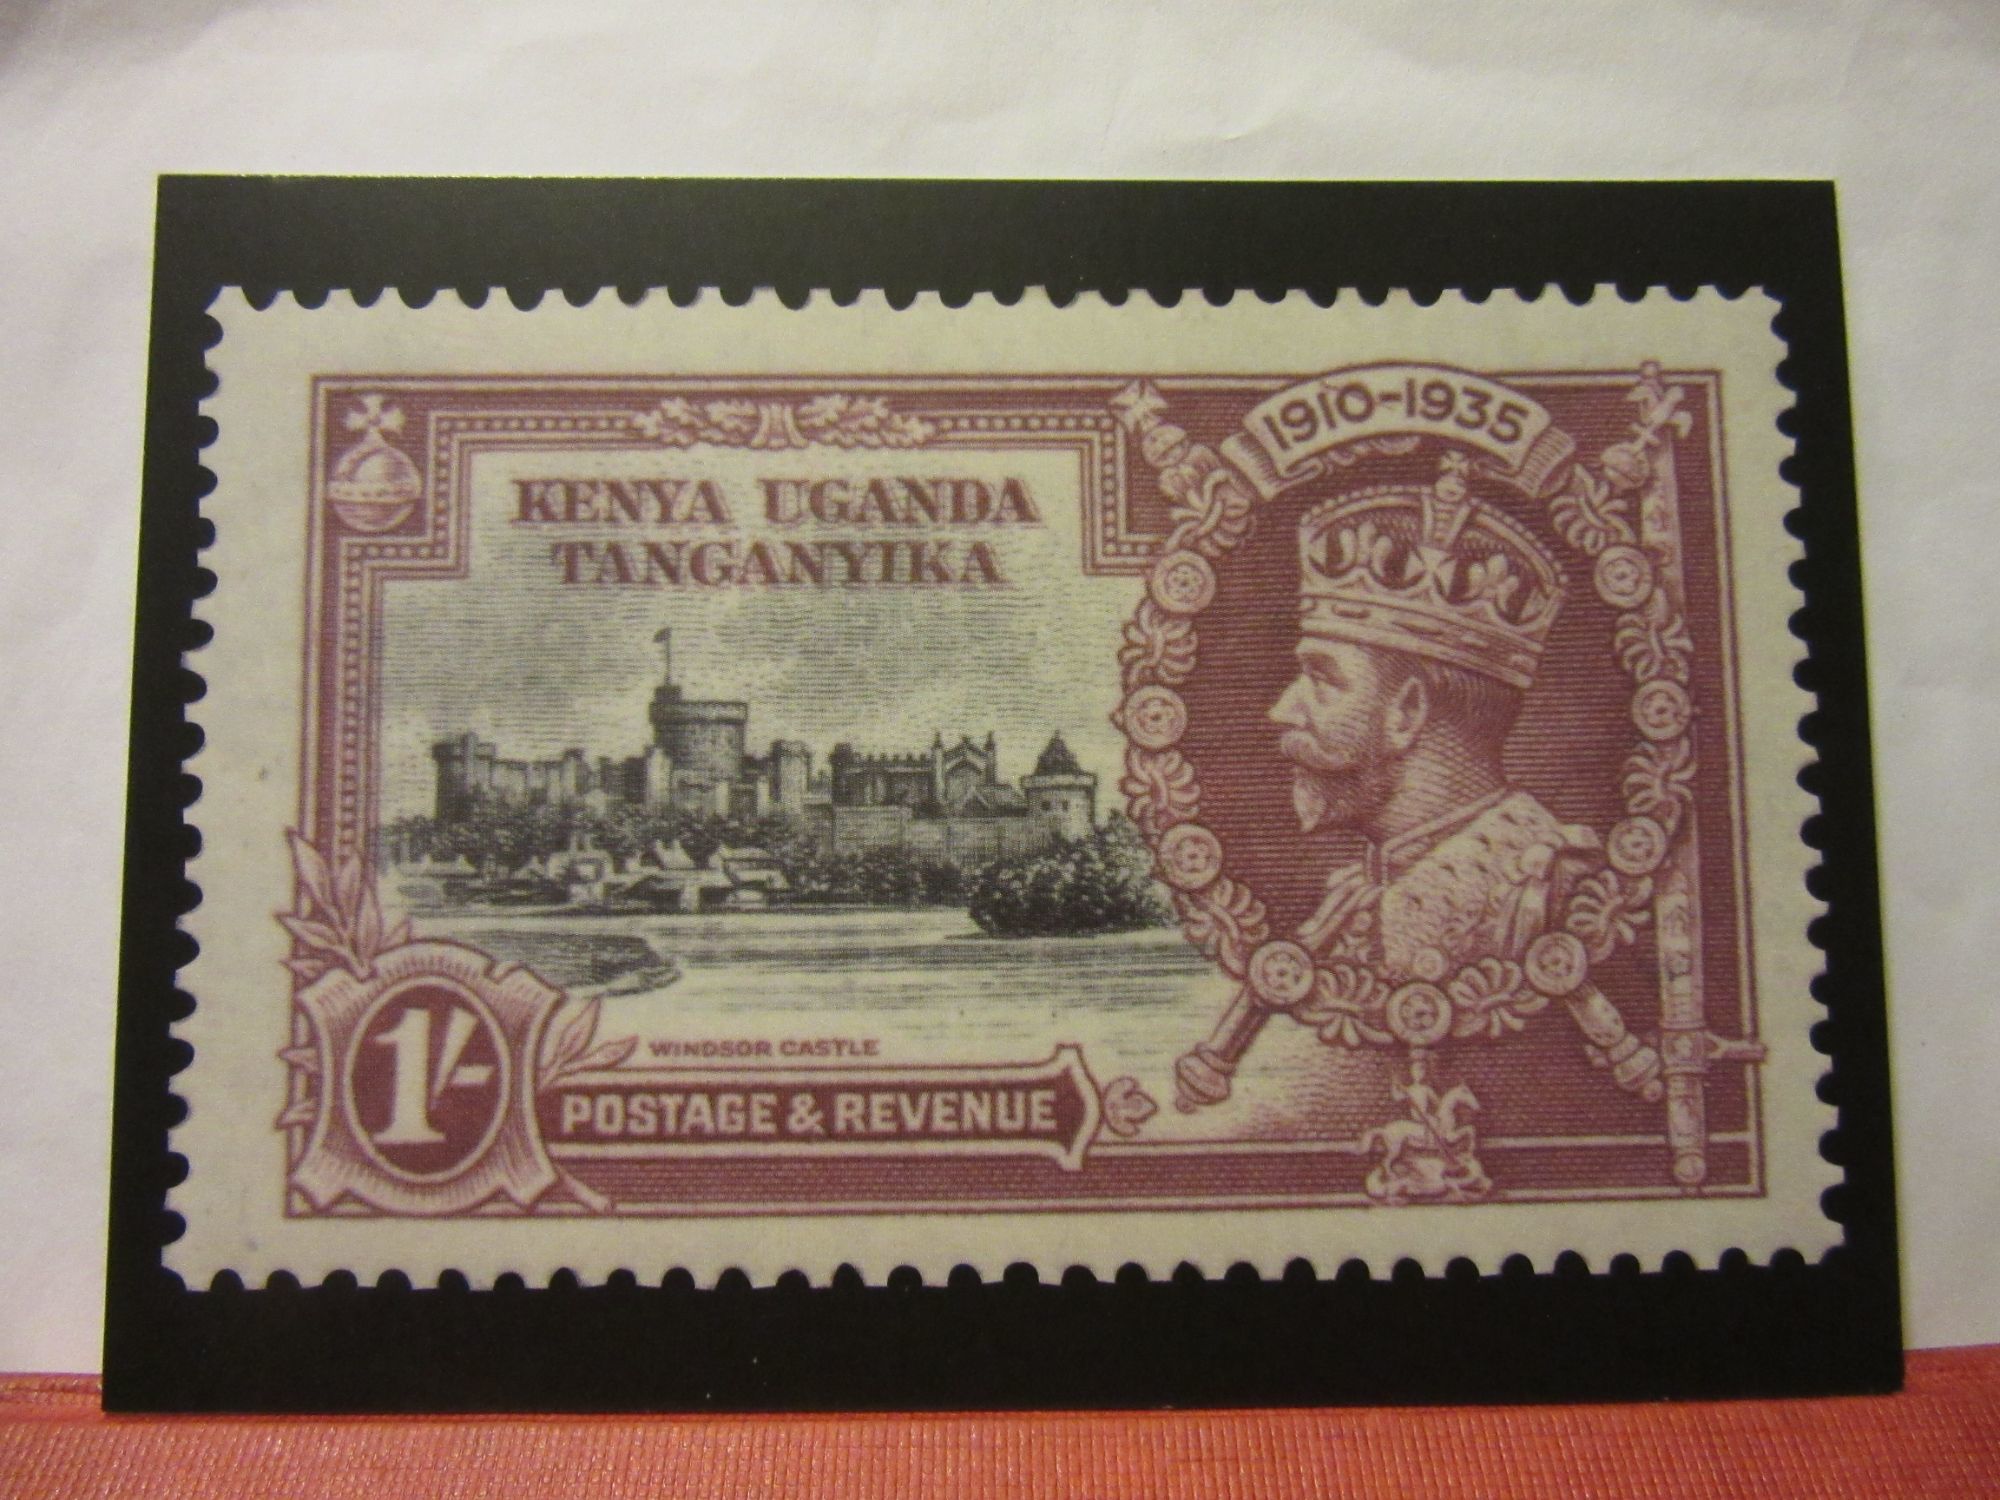 1910-1935
KENYA UGANDA
TANGANYIKA
WINDSOR CASTLE
1/-
POSTAGE & REVENUE